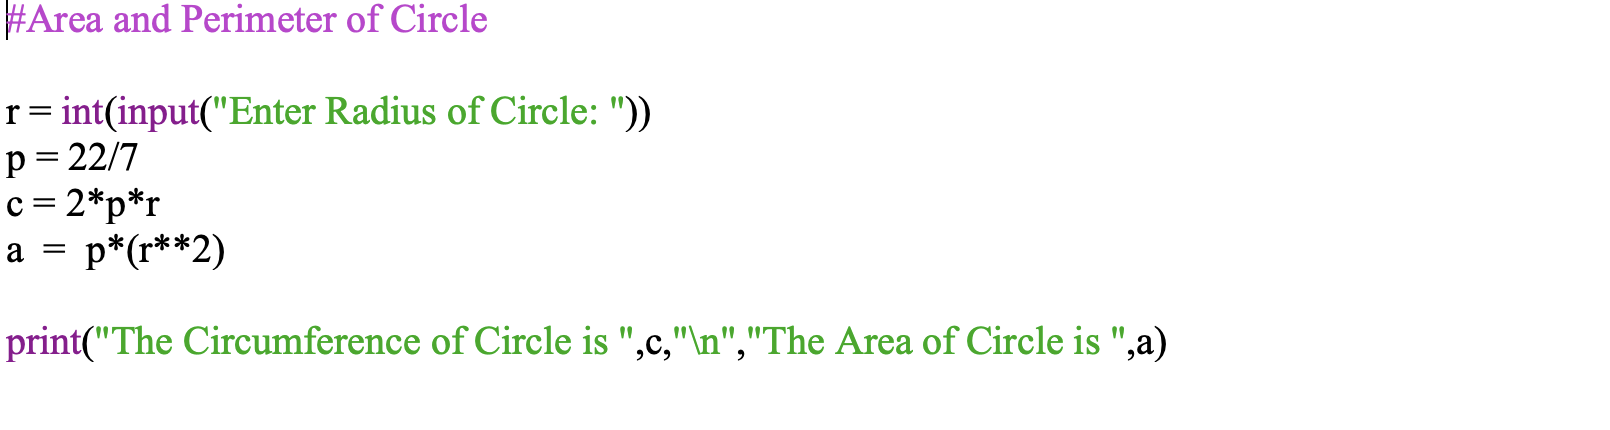 #Area and Perimeter of Circle
r = int(input("Enter Radius of Circle: "))
p = 22/7
c = 2*p*r
a  =  p*(r**2)
print("The Circumference of Circle is ",c,"\n","The Area of Circle is ",a)